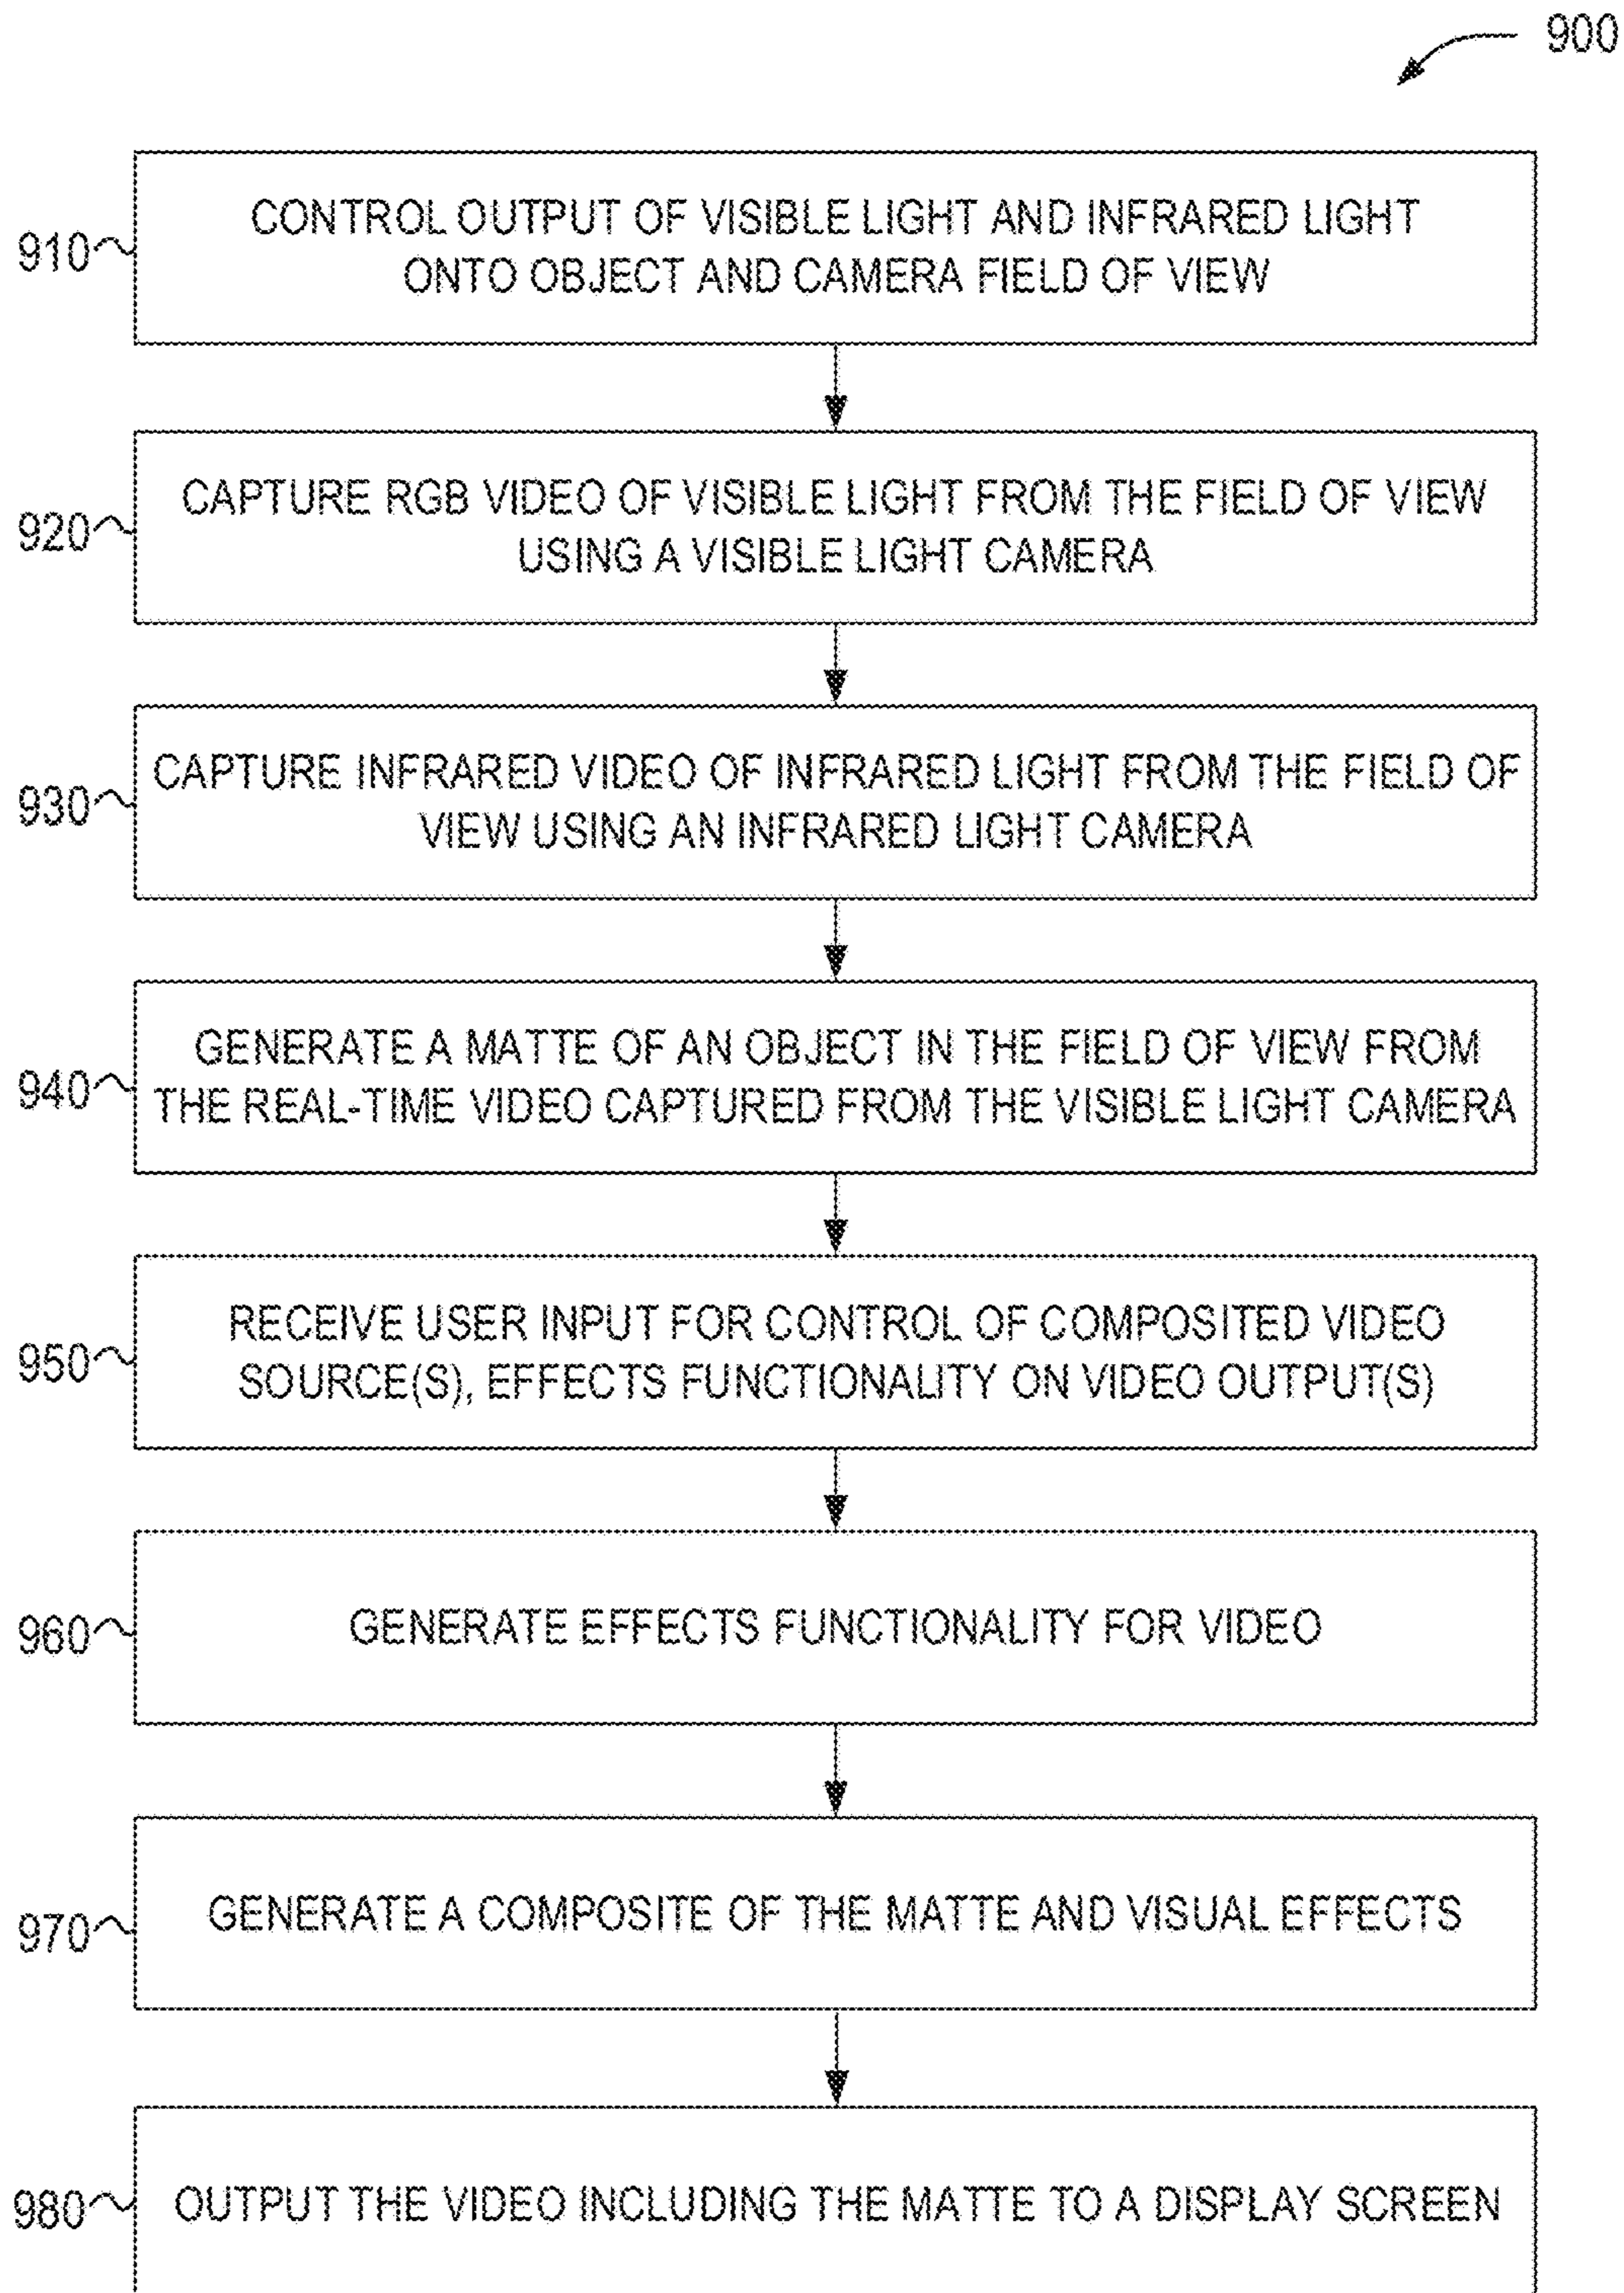 900
910
CONTROL OUTPUT OF VISIBLE LIGHT AND INFRARED LIGHT
ONTO OBJECT AND CAMERA FIELD OF VIEW
920
CAPTURE RGB VIDEO OF VISIBLE LIGHT FROM THE FIELD OF VIEW
USING A VISIBLE LIGHT CAMERA
930
CAPTURE INFRARED VIDEO OF INFRARED LIGHT FROM THE FIELD OF
VIEW USING AN INFRARED LIGHT CAMERA
940
GENERATE A MATTE OF AN OBJECT IN THE FIELD OF VIEW FROM
THE REAL-TIME VIDEO CAPTURED FROM THE VISIBLE LIGHT CAMERA
950
RECEIVE USER INPUT FOR CONTROL OF COMPOSITED VIDEO
SOURCE(S), EFFECTS FUNCTIONALITY ON VIDEO OUTPUT(S)
960
GENERATE EFFECTS FUNCTIONALITY FOR VIDEO
970
GENERATE A COMPOSITE OF THE MATTE AND VISUAL EFFECTS
980
OUTPUT THE VIDEO INCLUDING THE MATTE TO A DISPLAY SCREEN